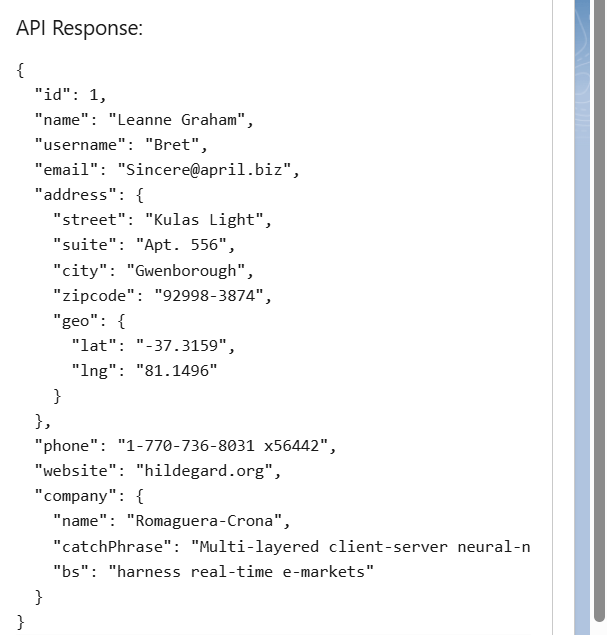 API Response:
{
  "id": 1,
  "name": "Leanne Graham",
  "username": "Bret",
  "email": "Sincere@april.biz",
  "address": {
    "street": "Kulas Light",
    "suite": "Apt. 556",
    "city": "Gwenborough",
    "zipcode": "92998-3874",
    "geo": {
      "lat": "-37.3159",
      "lng": "81.1496"
    }
  },
  "phone": "1-770-736-8031 x56442",
  "website": "hildegard.org",
  "company": {
    "name": "Romaguera-Crona",
    "catchPhrase": "Multi-layered client-server neural-n
    "bs": "harness real-time e-markets"
  }
}